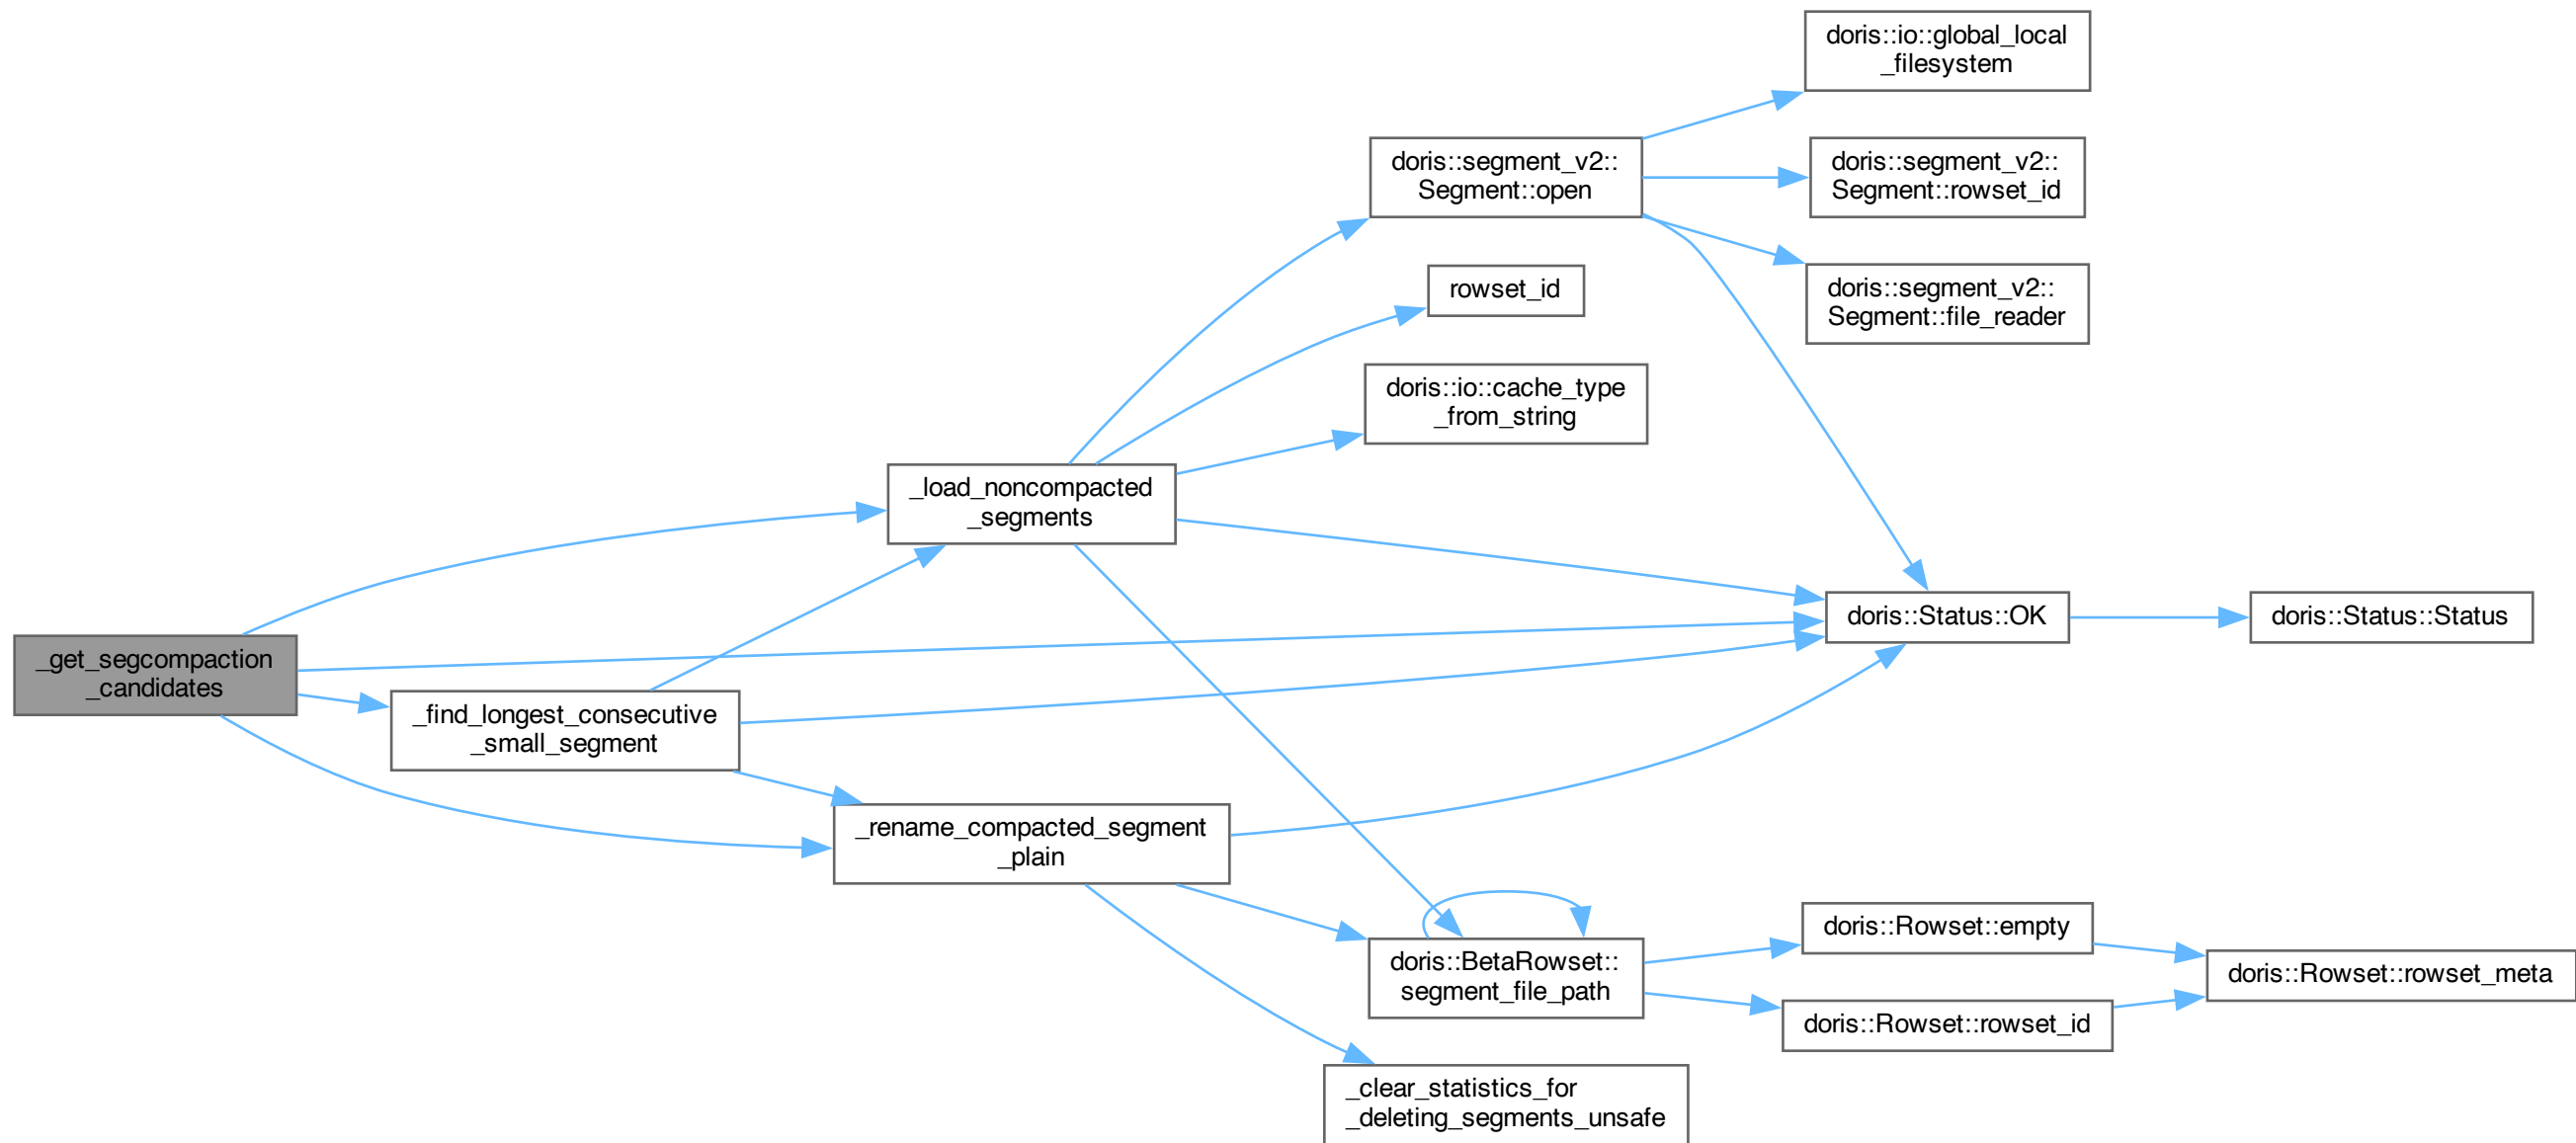 doris::io::global_local
_filesystem
doris::segment_v2::
Segment::open
doris::segment_v2::
Segment::rowset_id
rowset_id
doris::segment_v2::
Segment::file_reader
doris::io::cache_type
_from_string
_load_noncompacted
_segments
doris::Status::OK
doris::Status::Status
_get_segcompaction
_candidates
_find_longest_consecutive
_small_segment
_rename_compacted_segment
_plain
doris::BetaRowset::
segment_file_path
doris::Rowset::empty
doris::Rowset::rowset_meta
doris::Rowset::rowset_id
_clear_statistics_for
_deleting_segments_unsafe